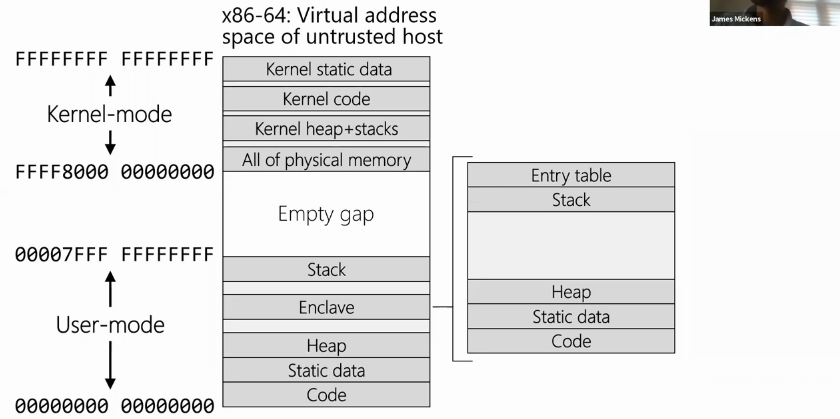 x86-64: Virtual address
space of untrusted host
James Mickens
FFFFFFFF FFFFFFFF
Kernel-mode
FFFF8000 00000000
00007FFF FFFFFFFF
User-mode
00000000 00000000
Kernel static data
Kernel code
Kernel heap+stacks
All of physical memory
Empty gap
Stack
Enclave
Heap
Static data
Code
Entry table
Stack
Heap
Static data
Code